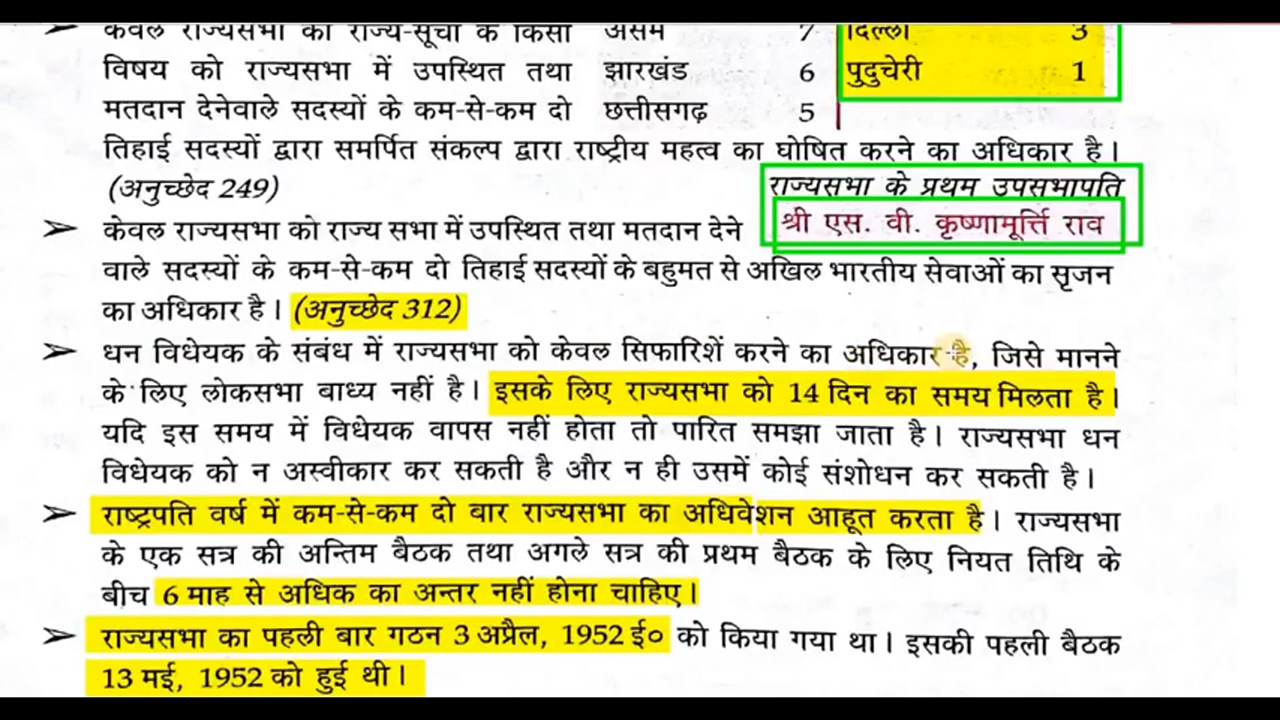 केवल राज्यसभा को राज्य-सूची के किसी असम 7 दिल्ली 3
विषय को राज्यसभा में उपस्थित तथा झारखंड 6 पुदुचेरी 1
मतदान देनेवाले सदस्यों के कम-से-कम दो छत्तीसगढ़ 5
तिहाई सदस्यों द्वारा समर्पित संकल्प द्वारा राष्ट्रीय महत्व का घोषित करने का अधिकार है।
(अनुच्छेद 249) राज्यसभा के प्रथम उपसभापति
श्री एस. वी. कृष्णामूर्त्ति राव
➢ केवल राज्यसभा को राज्य सभा में उपस्थित तथा मतदान देने
वाले सदस्यों के कम-से-कम दो तिहाई सदस्यों के बहुमत से अखिल भारतीय सेवाओं का सृजन
का अधिकार है। (अनुच्छेद 312)
➢ धन विधेयक के संबंध में राज्यसभा को केवल सिफारिशें करने का अधिकार है, जिसे मानने
के लिए लोकसभा बाध्य नहीं है। इसके लिए राज्यसभा को 14 दिन का समय मिलता है।
यदि इस समय में विधेयक वापस नहीं होता तो पारित समझा जाता है। राज्यसभा धन
विधेयक को न अस्वीकार कर सकती है और न ही उसमें कोई संशोधन कर सकती है।
➢ राष्ट्रपति वर्ष में कम-से-कम दो बार राज्यसभा का अधिवेशन आहूत करता है। राज्यसभा
के एक सत्र की अन्तिम बैठक तथा अगले सत्र की प्रथम बैठक के लिए नियत तिथि के
बीच 6 माह से अधिक का अन्तर नहीं होना चाहिए।
➢ राज्यसभा का पहली बार गठन 3 अप्रैल, 1952 ई० को किया गया था। इसकी पहली बैठक
13 मई, 1952 को हुई थी।